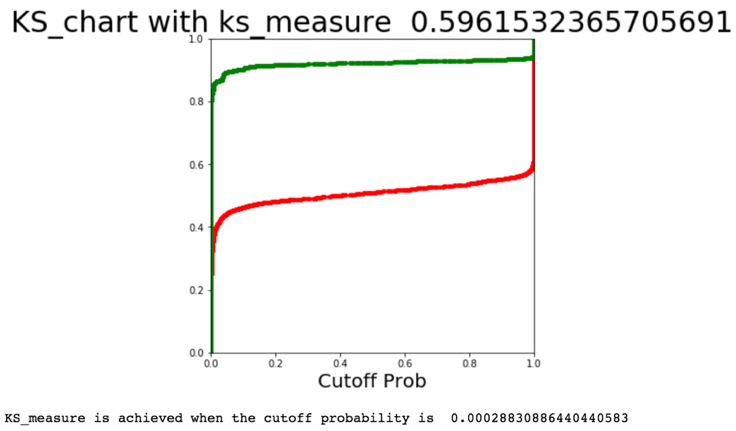 KS_chart with ks_measure 0.5961532365705691
1.0
0.8
0.6
0.4
0.2
0.0
0.0 0.2 0.4 0.6 0.8 1.0
Cutoff Prob
KS_measure is achieved when the cutoff probability is 0.00028830886440440583